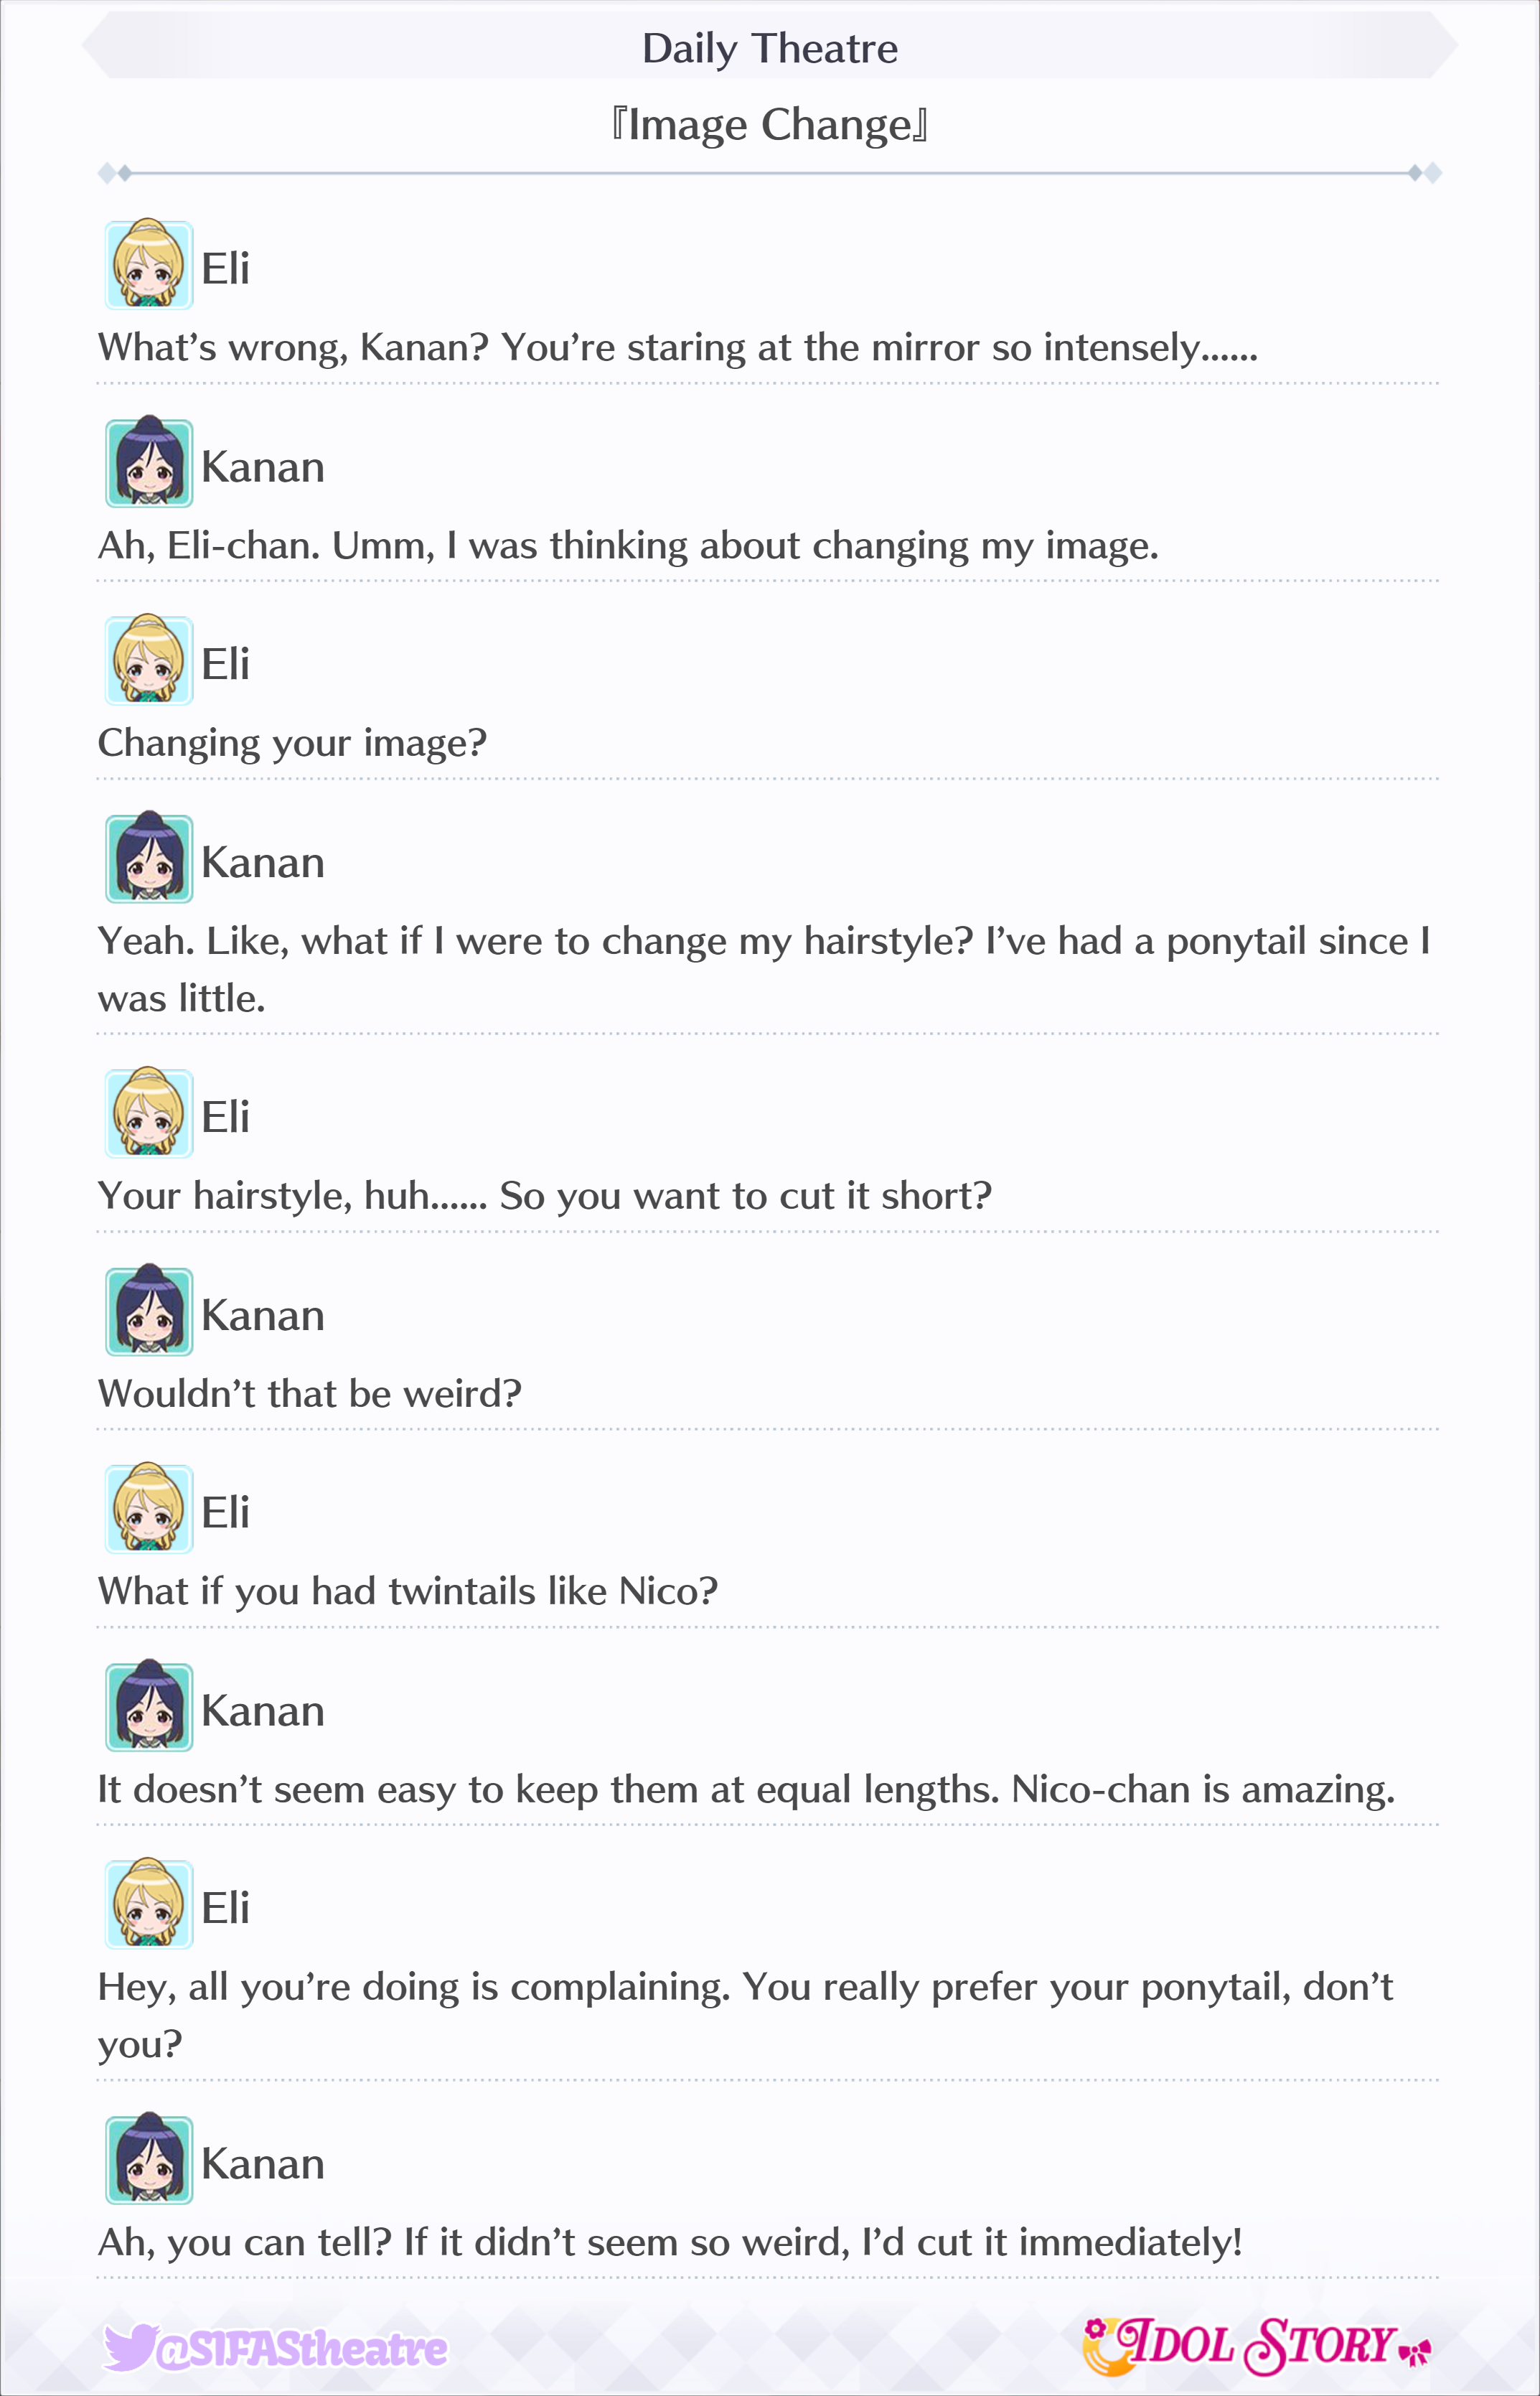 Daily Theatre
『Image Change』
Eli
What’s wrong, Kanan? You’re staring at the mirror so intensely......
Kanan
Ah, Eli-chan. Umm, I was thinking about changing my image.
Eli
Changing your image?
Kanan
Yeah. Like, what if I were to change my hairstyle? I’ve had a ponytail since I
was little.
Eli
Your hairstyle, huh...... So you want to cut it short?
Kanan
Wouldn’t that be weird?
Eli
What if you had twintails like Nico?
Kanan
It doesn’t seem easy to keep them at equal lengths. Nico-chan is amazing.
Eli
Hey, all you’re doing is complaining. You really prefer your ponytail, don’t
you?
Kanan
Ah, you can tell? If it didn’t seem so weird, I’d cut it immediately!
@SIFAStheatre
IDOL STORY